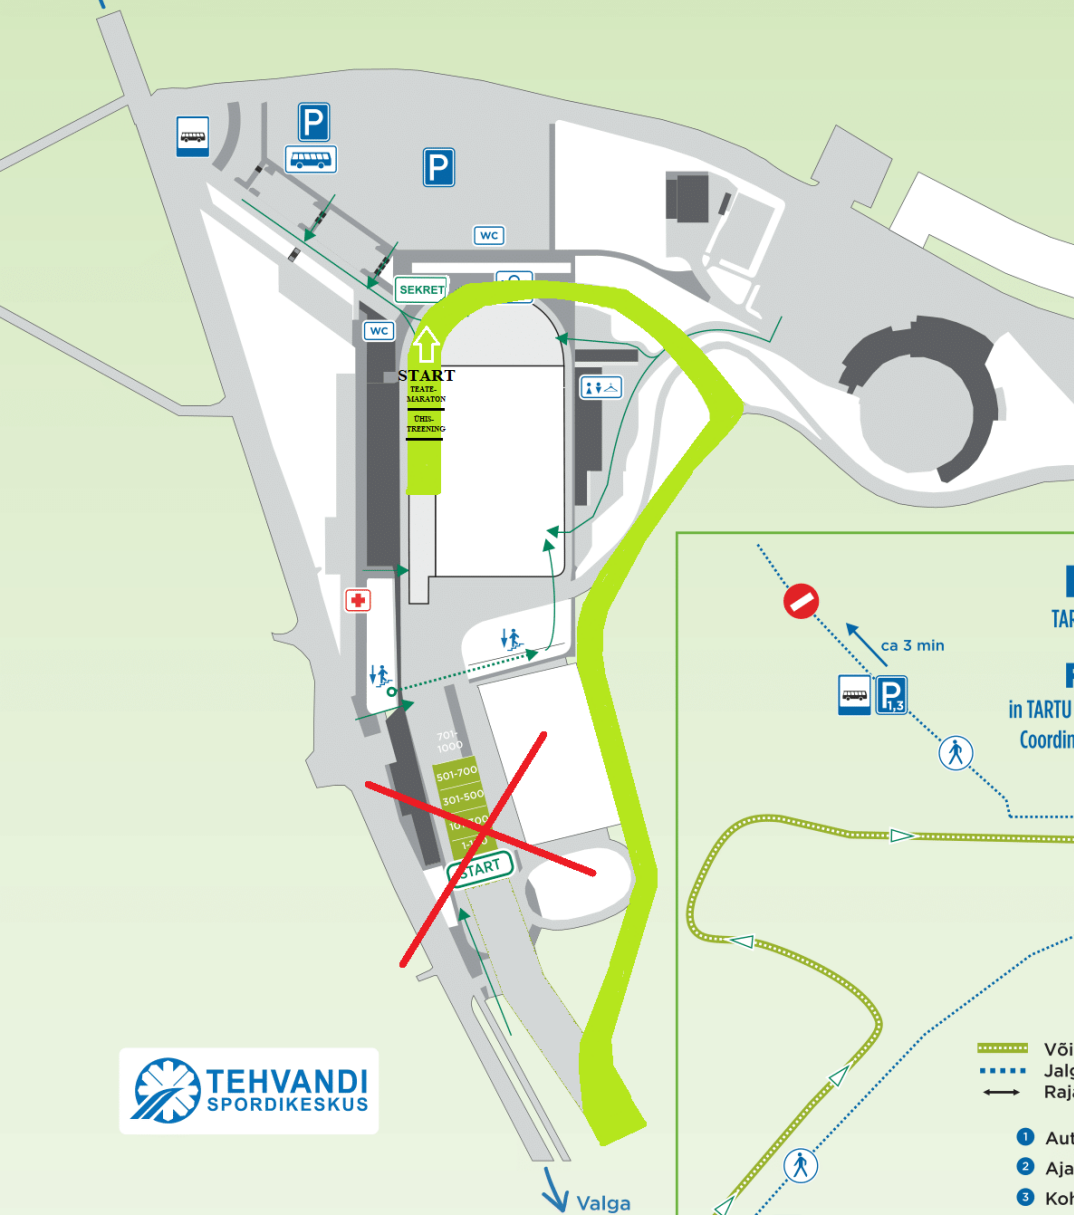 P
P
WC
SEKRET
WC
START
TEATE-
MARATON
ÜHIS-
TREENING
ca 3 min
P
1,3
TAR
in TARTU
Coordin
701-
1000
501-700
301-500
START
TEHVANDI
SPORDIKESKUS
Või
Jalg
Raja
1 Aut
2 Aja
3 Koh
Valga